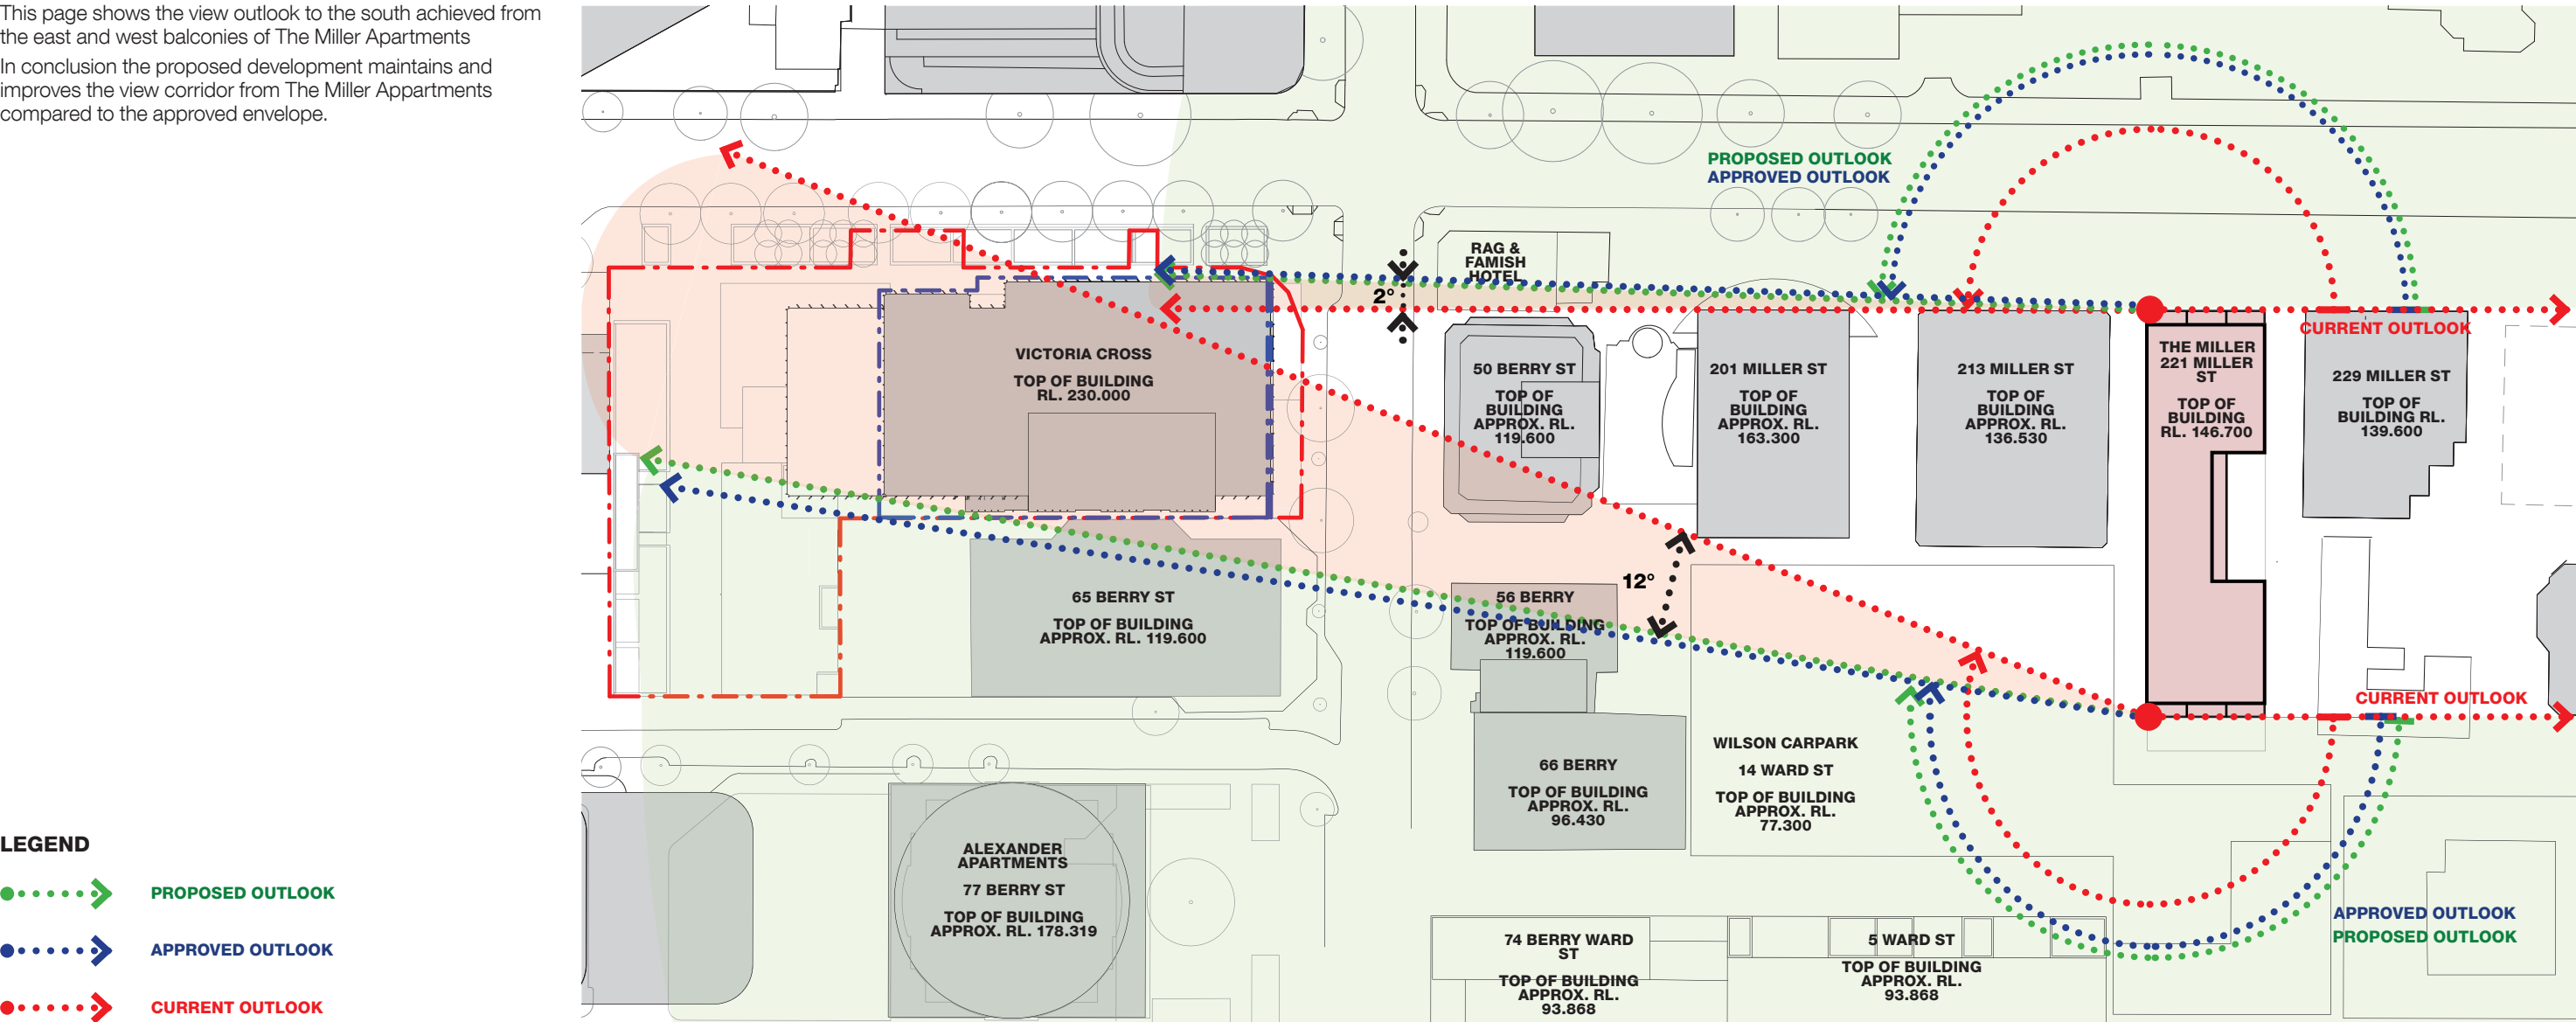 This page shows the view outlook to the south achieved from
the east and west balconies of The Miller Apartments
In conclusion the proposed development maintains and
improves the view corridor from The Miller Appartments
compared to the approved envelope.
PROPOSED OUTLOOK
APPROVED OUTLOOK
RAG &
FAMISH
HOTEL
2°
CURRENT OUTLOOK
VICTORIA CROSS
TOP OF BUILDING
RL. 230.000
50 BERRY ST
TOP OF
BUILDING
APPROX. RL.
119.600
201 MILLER ST
TOP OF
BUILDING
APPROX. RL.
163.300
213 MILLER ST
TOP OF
BUILDING
APPROX. RL.
136.530
THE MILLER
221 MILLER
ST
TOP OF
BUILDING
RL. 146.700
229 MILLER ST
TOP OF
BUILDING RL.
139.600
12°
65 BERRY ST
TOP OF BUILDING
APPROX. RL. 119.600
56 BERRY
TOP OF BUILDING
APPROX. RL.
119.600
CURRENT OUTLOOK
66 BERRY
TOP OF BUILDING
APPROX. RL.
96.430
WILSON CARPARK
14 WARD ST
TOP OF BUILDING
APPROX. RL.
77.300
ALEXANDER
APARTMENTS
77 BERRY ST
TOP OF BUILDING
APPROX. RL. 178.319
74 BERRY WARD
ST
TOP OF BUILDING
APPROX. RL.
93.868
5 WARD ST
TOP OF BUILDING
APPROX. RL.
93.868
APPROVED OUTLOOK
PROPOSED OUTLOOK
LEGEND
PROPOSED OUTLOOK
APPROVED OUTLOOK
CURRENT OUTLOOK